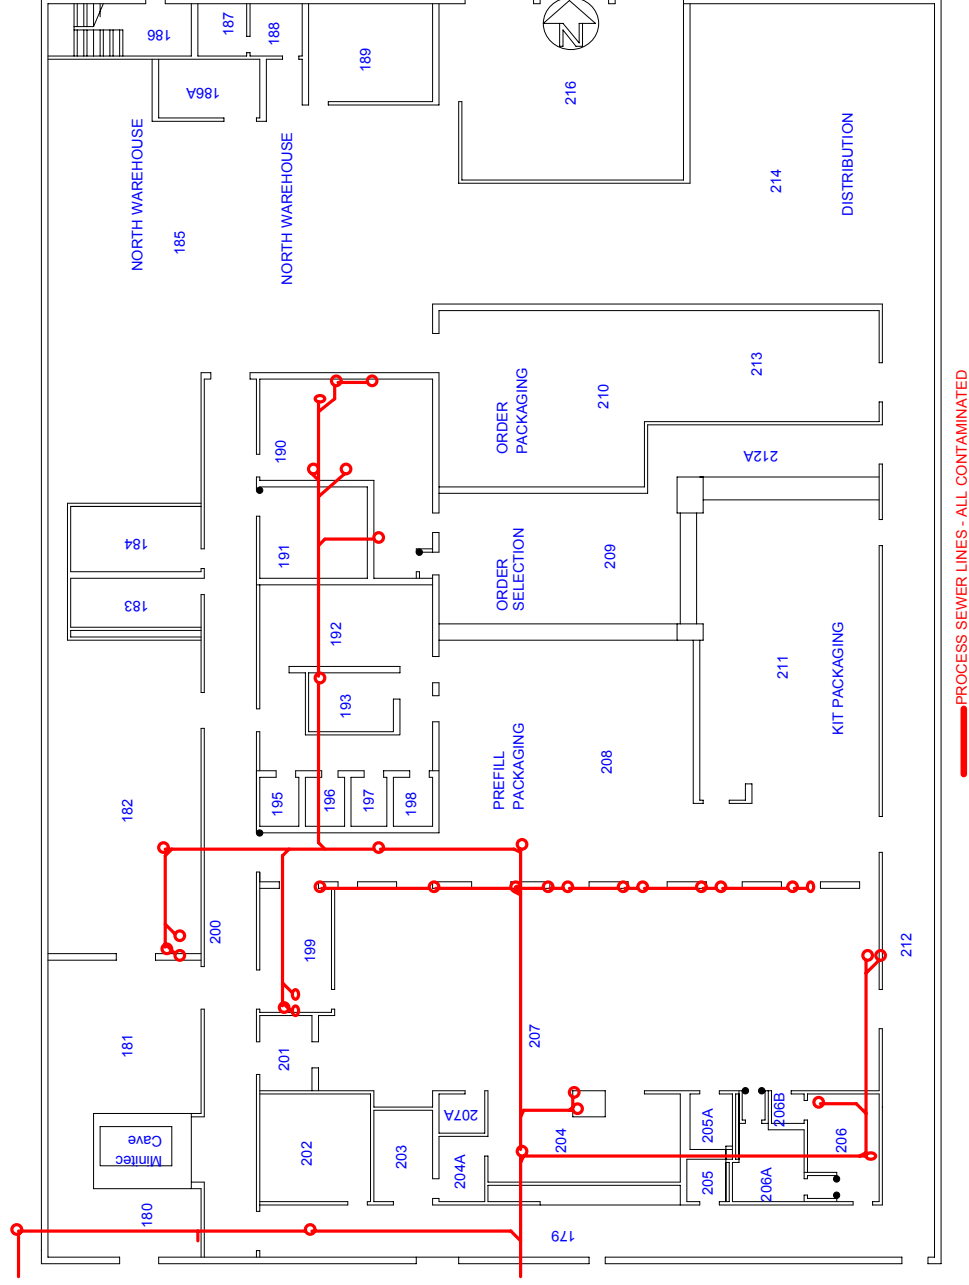 186
187
188
189
186A
216
N
NORTH WAREHOUSE
185
NORTH WAREHOUSE
214
DISTRIBUTION
190
ORDER
PACKAGING
210
213
212A
184
183
191
192
193
ORDER
SELECTION
209
211
KIT PACKAGING
PREFILL
PACKAGING
208
182
195
196
197
198
200
199
212
181
201
207
Minitec
Cave
202
203
207A
204A
204
205A
205
206B
206A
206
180
179
PROCESS SEWER LINES - ALL CONTAMINATED